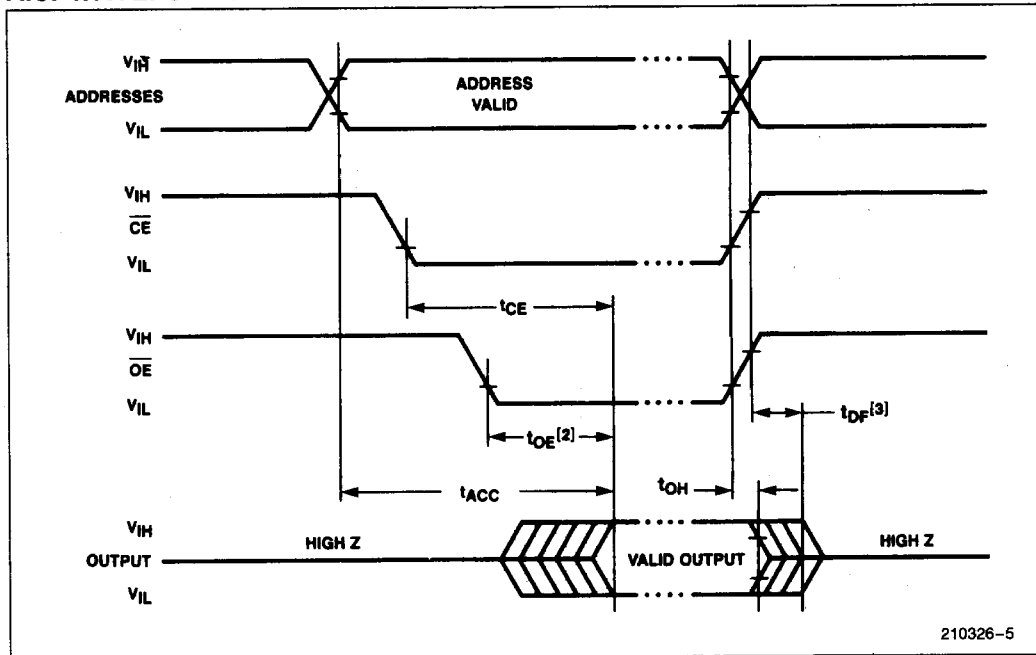 VIH
ADDRESSES
VIL
ADDRESS
VALID
VIH
CE
VIL
tCE
VIH
OE
VIL
tOE[2]
tDF[3]
tACC
tOH
VIH
OUTPUT
VIL
HIGH Z
VALID OUTPUT
HIGH Z
210326-5